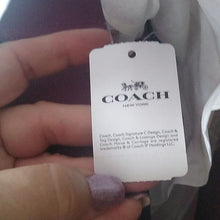 COACH
NEW YORK
Coach, Coach Signature C Design, Coach &
Tag Design, Coach & Lozenge Design and
Coach Horse & Carriage are registered
trademarks ® of Coach IP Holdings LLC.